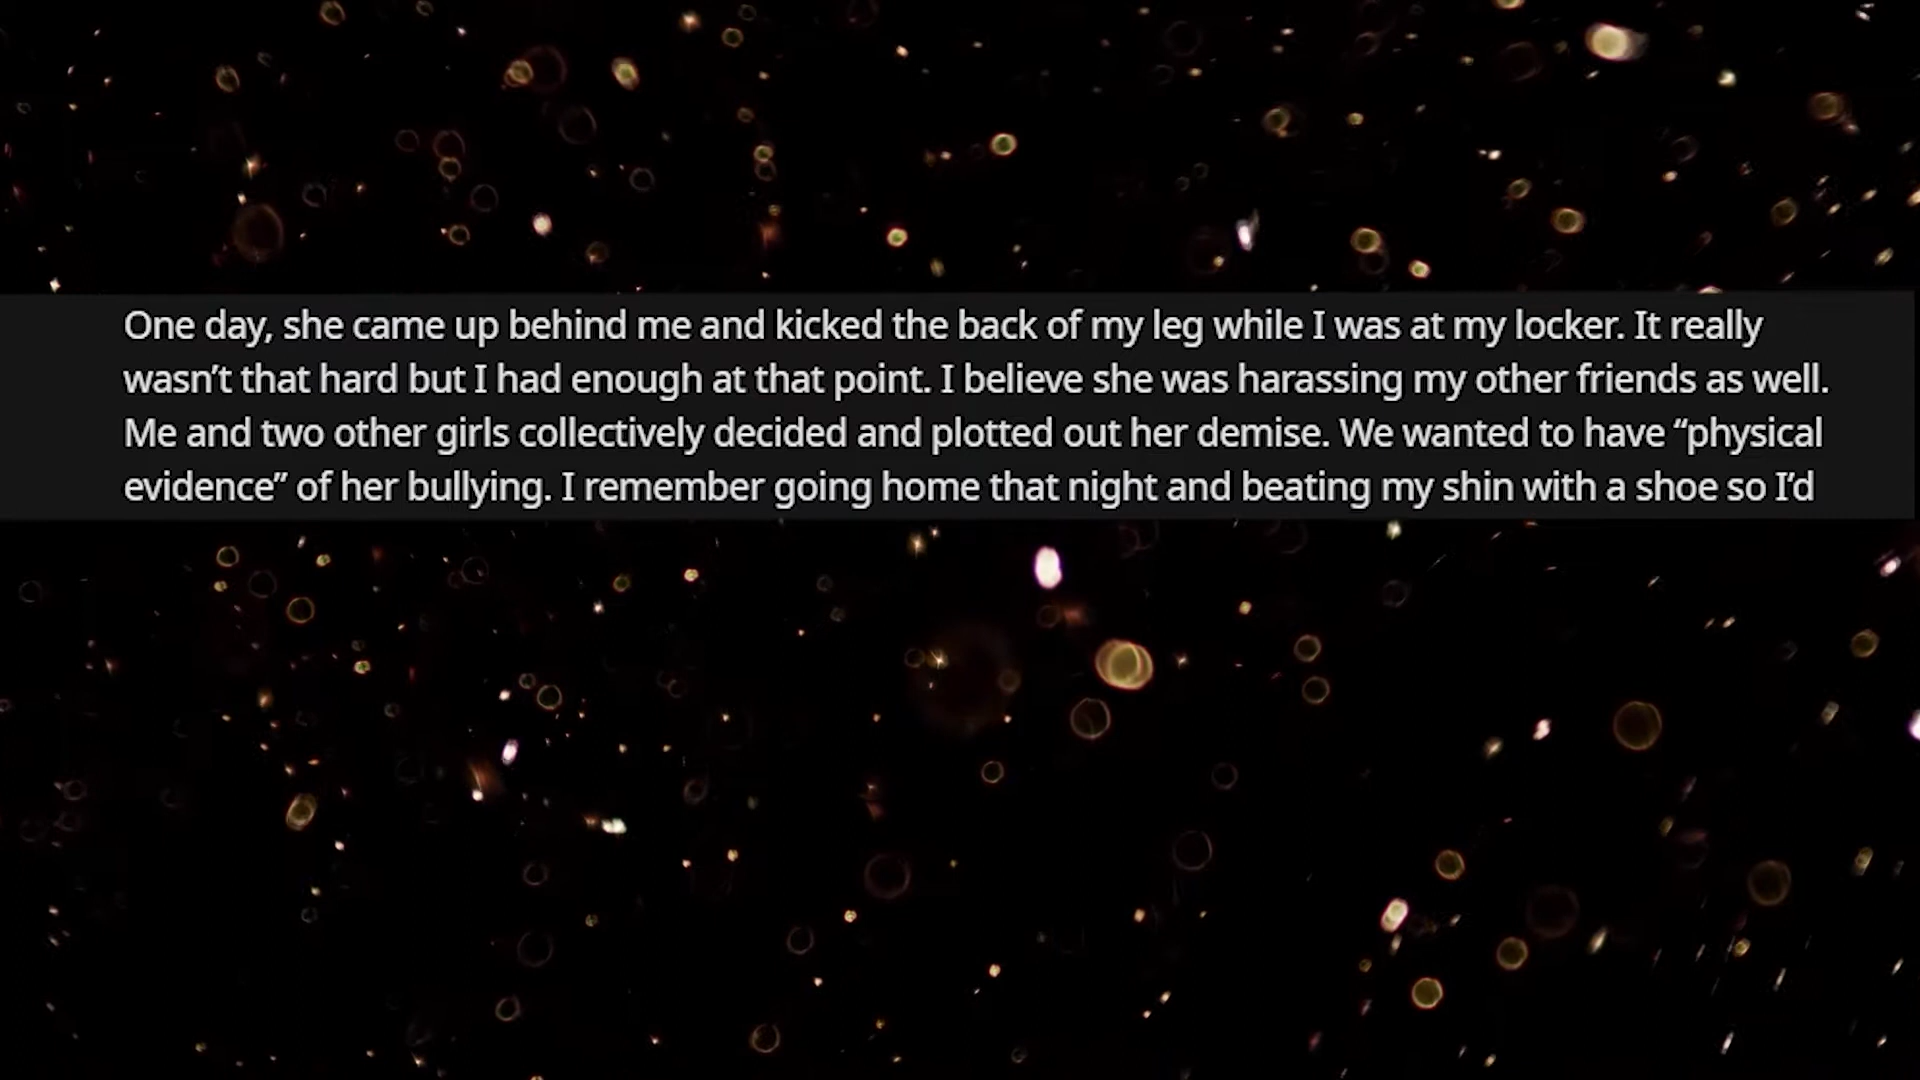 One day, she came up behind me and kicked the back of my leg while I was at my locker. It really
wasn’t that hard but I had enough at that point. I believe she was harassing my other friends as well.
Me and two other girls collectively decided and plotted out her demise. We wanted to have “physical
evidence” of her bullying. I remember going home that night and beating my shin with a shoe so I’d